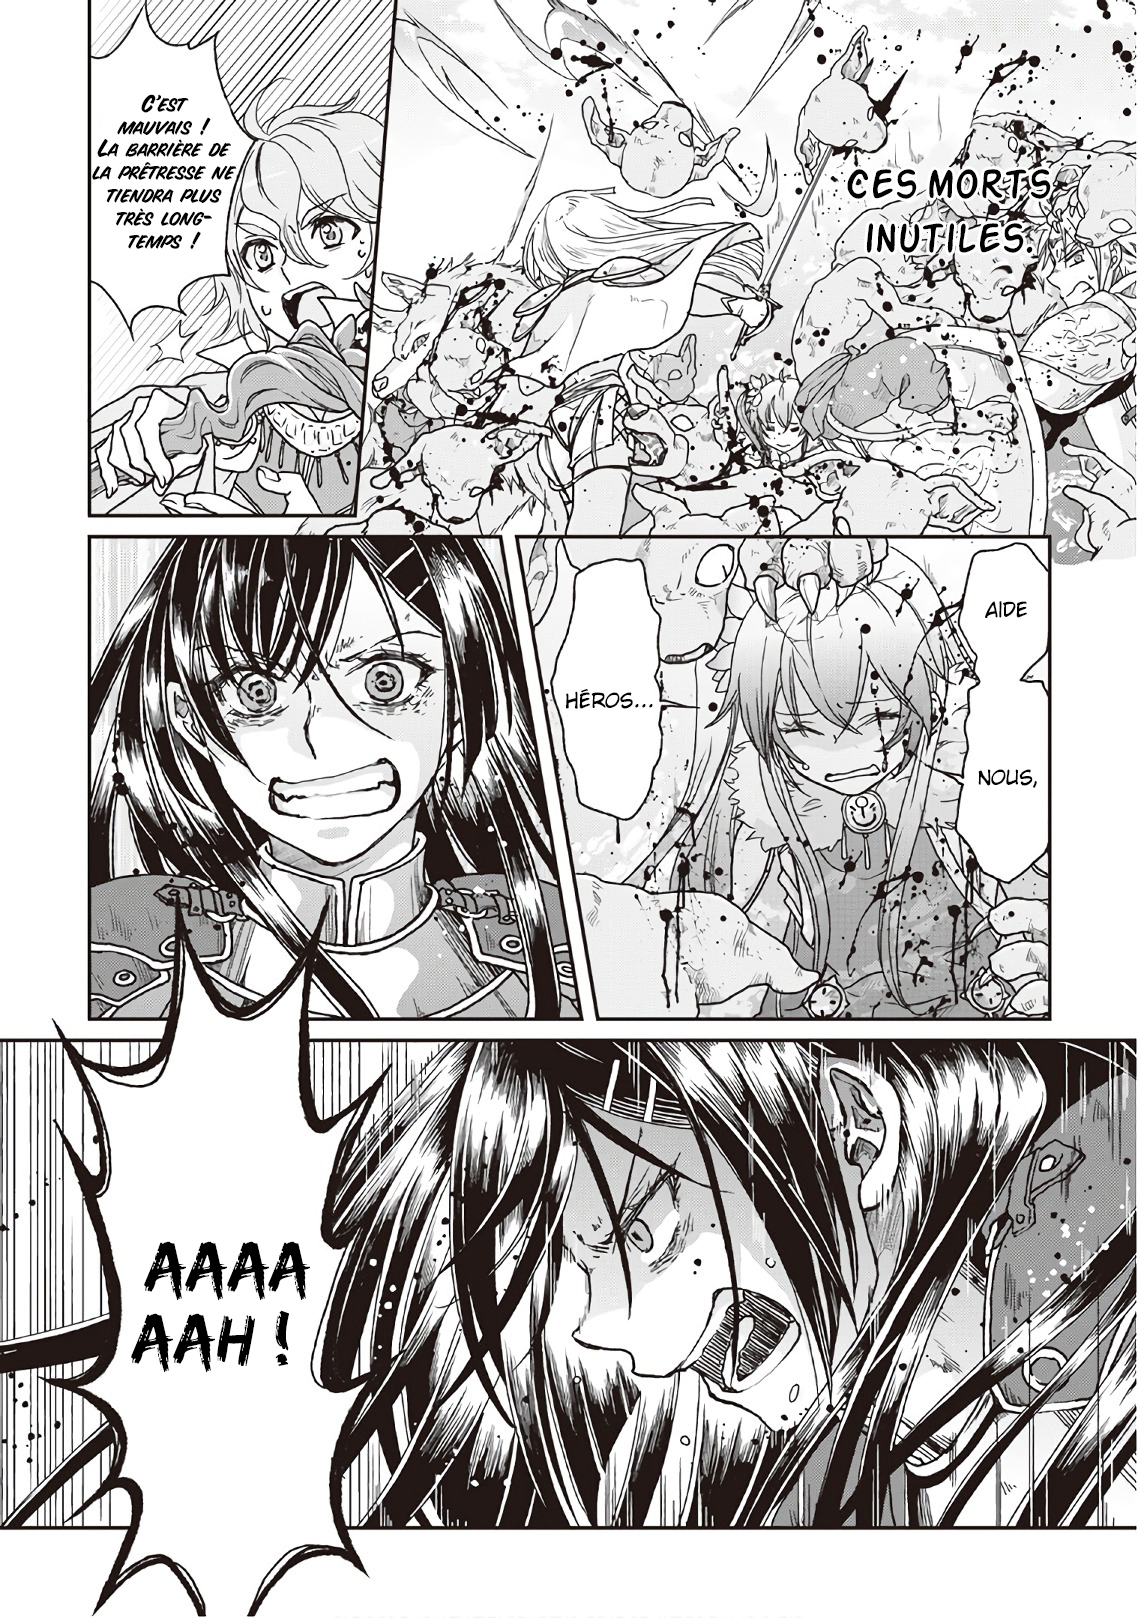 CES MORTS
INUTILES.
C'EST
MAUVAIS !
LA BARRIÈRE DE
LA PRÊTRESSE NE
TIENDRA PLUS
TRÈS LONG-
TEMPS !
AIDE
NOUS,
HÉROS...
AAAA
AAH !